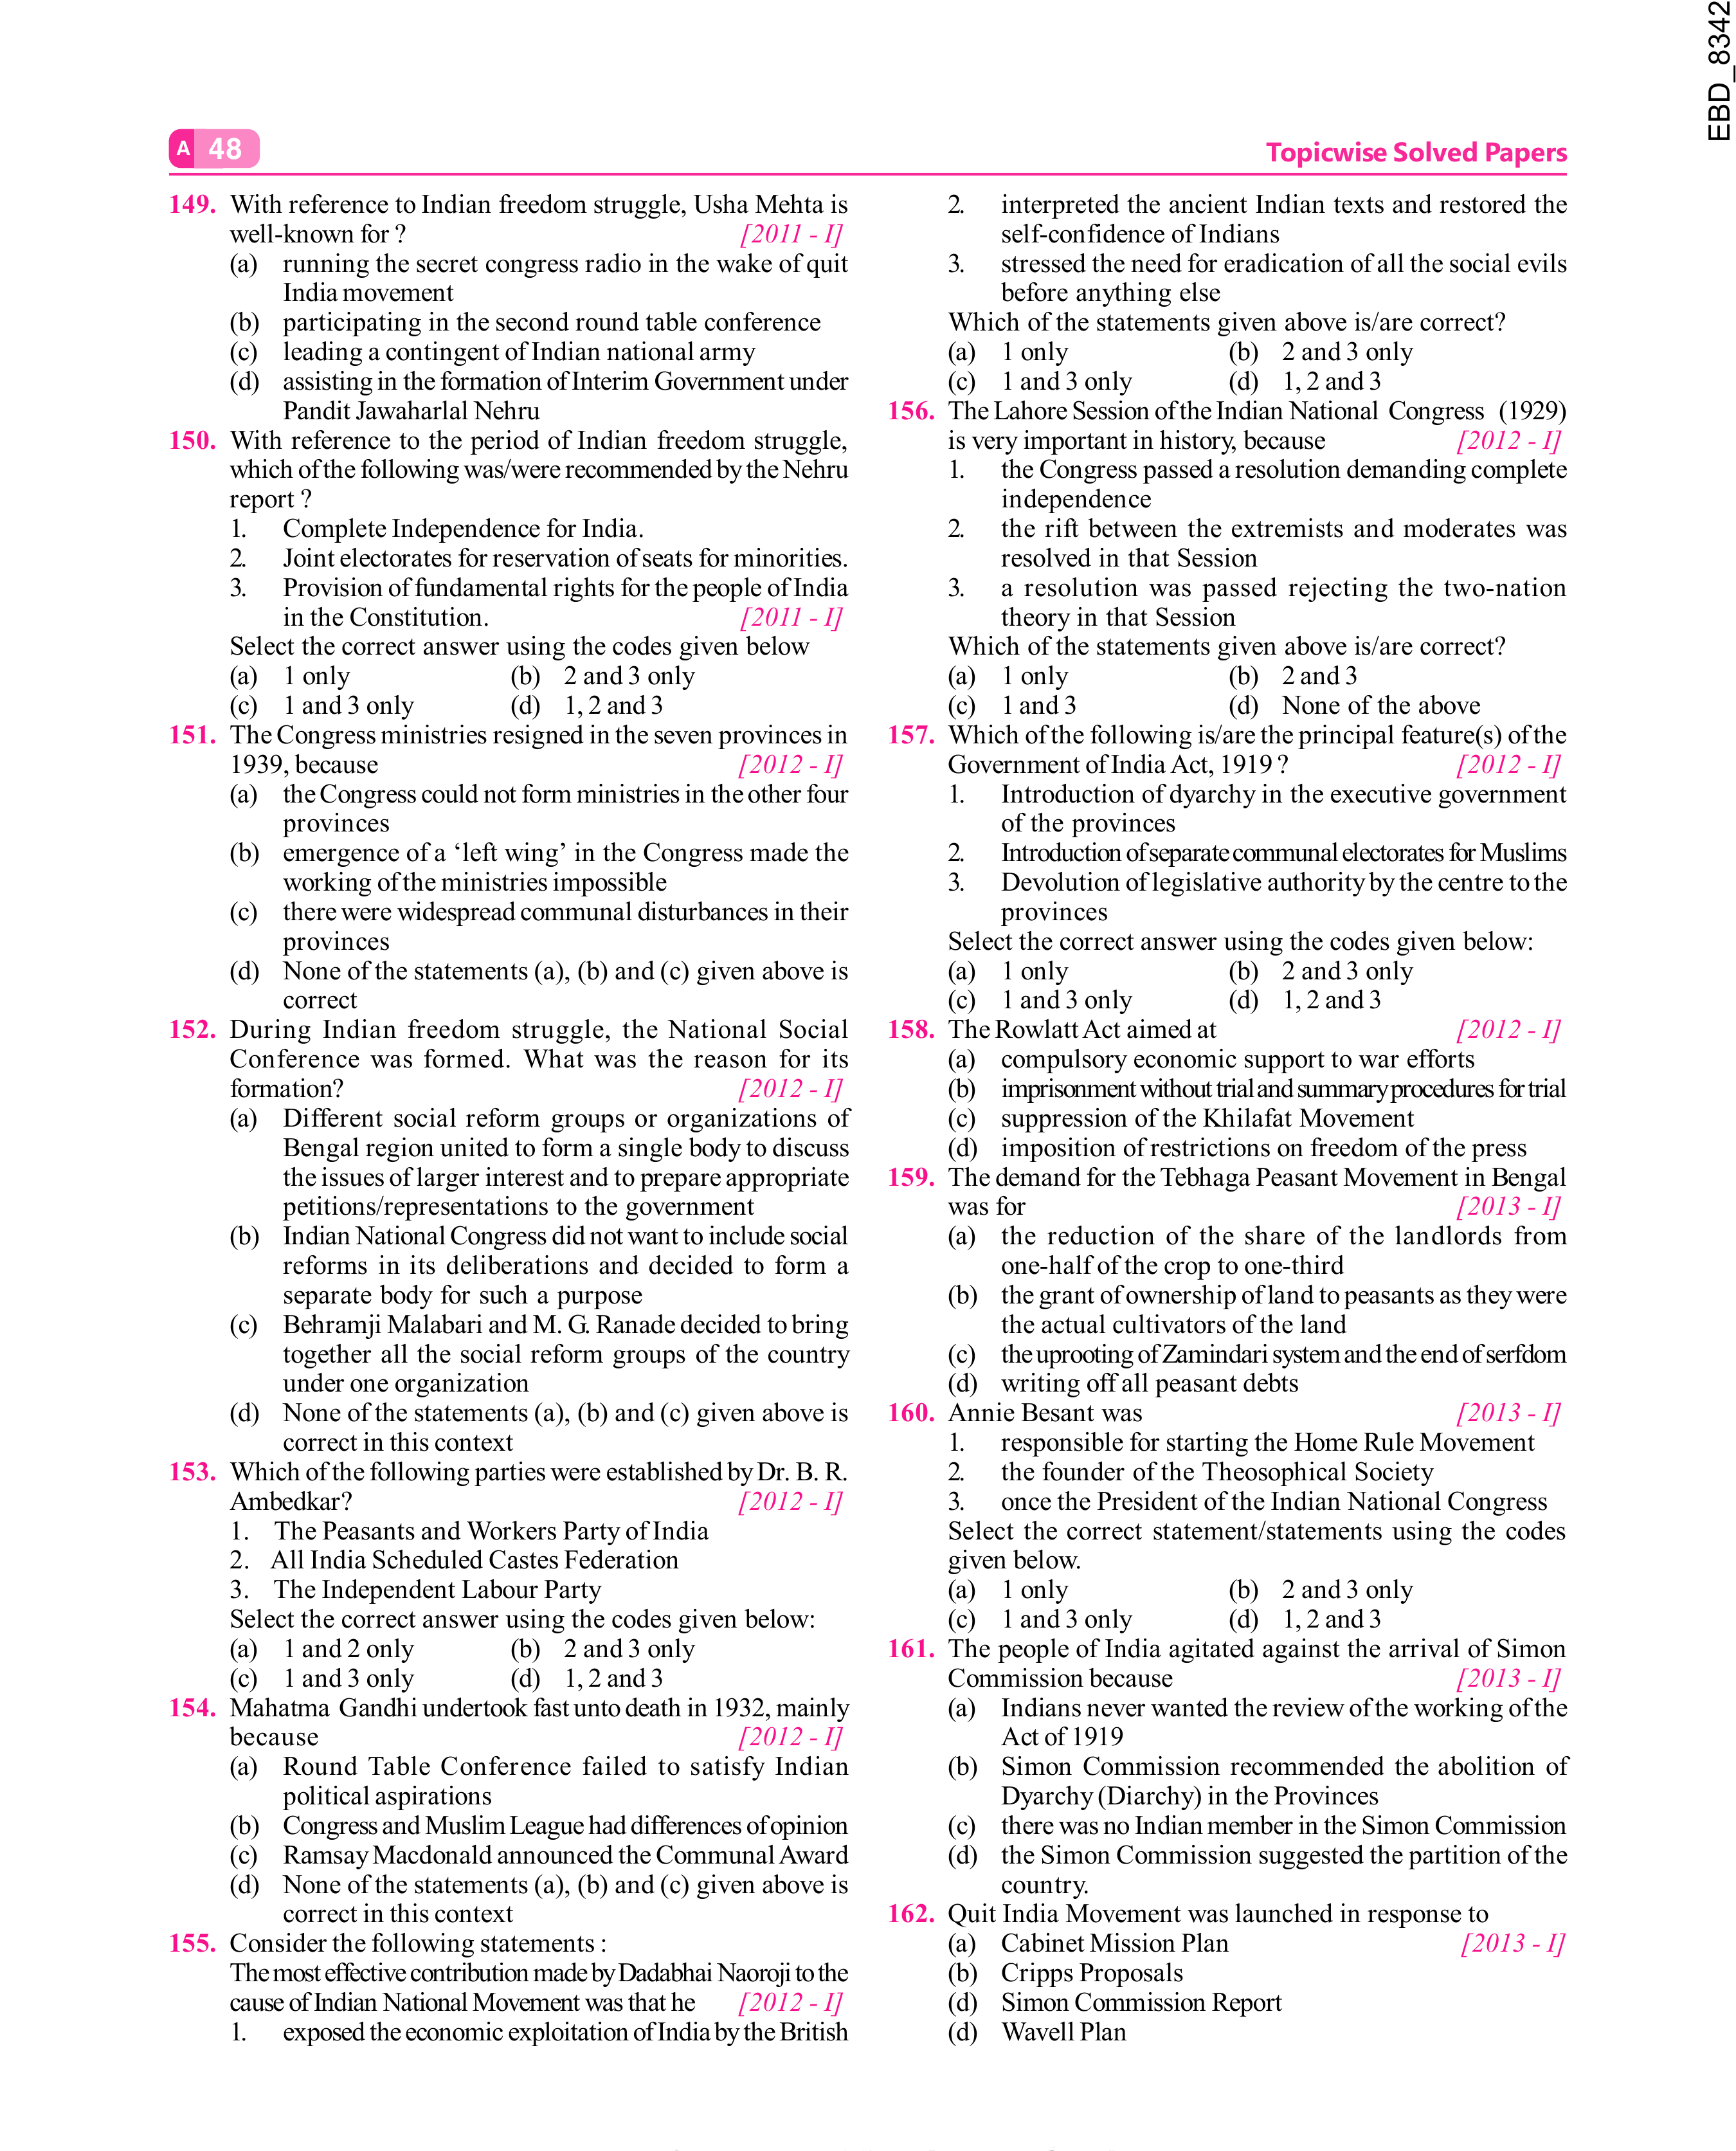 EBD_8342
A 48
Topicwise Solved Papers
149. With reference to Indian freedom struggle, Usha Mehta is
well-known for ? [2011 - I]
(a) running the secret congress radio in the wake of quit
India movement
(b) participating in the second round table conference
(c) leading a contingent of Indian national army
(d) assisting in the formation of Interim Government under
Pandit Jawaharlal Nehru
150. With reference to the period of Indian freedom struggle,
which of the following was/were recommended by the Nehru
report ?
1. Complete Independence for India.
2. Joint electorates for reservation of seats for minorities.
3. Provision of fundamental rights for the people of India
in the Constitution. [2011 - I]
Select the correct answer using the codes given below
(a) 1 only (b) 2 and 3 only
(c) 1 and 3 only (d) 1, 2 and 3
151. The Congress ministries resigned in the seven provinces in
1939, because [2012 - I]
(a) the Congress could not form ministries in the other four
provinces
(b) emergence of a ‘left wing’ in the Congress made the
working of the ministries impossible
(c) there were widespread communal disturbances in their
provinces
(d) None of the statements (a), (b) and (c) given above is
correct
152. During Indian freedom struggle, the National Social
Conference was formed. What was the reason for its
formation? [2012 - I]
(a) Different social reform groups or organizations of
Bengal region united to form a single body to discuss
the issues of larger interest and to prepare appropriate
petitions/representations to the government
(b) Indian National Congress did not want to include social
reforms in its deliberations and decided to form a
separate body for such a purpose
(c) Behramji Malabari and M. G. Ranade decided to bring
together all the social reform groups of the country
under one organization
(d) None of the statements (a), (b) and (c) given above is
correct in this context
153. Which of the following parties were established by Dr. B. R.
Ambedkar? [2012 - I]
1. The Peasants and Workers Party of India
2. All India Scheduled Castes Federation
3. The Independent Labour Party
Select the correct answer using the codes given below:
(a) 1 and 2 only (b) 2 and 3 only
(c) 1 and 3 only (d) 1, 2 and 3
154. Mahatma Gandhi undertook fast unto death in 1932, mainly
because [2012 - I]
(a) Round Table Conference failed to satisfy Indian
political aspirations
(b) Congress and Muslim League had differences of opinion
(c) Ramsay Macdonald announced the Communal Award
(d) None of the statements (a), (b) and (c) given above is
correct in this context
155. Consider the following statements :
The most effective contribution made by Dadabhai Naoroji to the
cause of Indian National Movement was that he [2012 - I]
1. exposed the economic exploitation of India by the British
2. interpreted the ancient Indian texts and restored the
self-confidence of Indians
3. stressed the need for eradication of all the social evils
before anything else
Which of the statements given above is/are correct?
(a) 1 only (b) 2 and 3 only
(c) 1 and 3 only (d) 1, 2 and 3
156. The Lahore Session of the Indian National Congress (1929)
is very important in history, because [2012 - I]
1. the Congress passed a resolution demanding complete
independence
2. the rift between the extremists and moderates was
resolved in that Session
3. a resolution was passed rejecting the two-nation
theory in that Session
Which of the statements given above is/are correct?
(a) 1 only (b) 2 and 3
(c) 1 and 3 (d) None of the above
157. Which of the following is/are the principal feature(s) of the
Government of India Act, 1919 ? [2012 - I]
1. Introduction of dyarchy in the executive government
of the provinces
2. Introduction of separate communal electorates for Muslims
3. Devolution of legislative authority by the centre to the
provinces
Select the correct answer using the codes given below:
(a) 1 only (b) 2 and 3 only
(c) 1 and 3 only (d) 1, 2 and 3
158. The Rowlatt Act aimed at [2012 - I]
(a) compulsory economic support to war efforts
(b) imprisonment without trial and summary procedures for trial
(c) suppression of the Khilafat Movement
(d) imposition of restrictions on freedom of the press
159. The demand for the Tebhaga Peasant Movement in Bengal
was for [2013 - I]
(a) the reduction of the share of the landlords from
one-half of the crop to one-third
(b) the grant of ownership of land to peasants as they were
the actual cultivators of the land
(c) the uprooting of Zamindari system and the end of serfdom
(d) writing off all peasant debts
160. Annie Besant was [2013 - I]
1. responsible for starting the Home Rule Movement
2. the founder of the Theosophical Society
3. once the President of the Indian National Congress
Select the correct statement/statements using the codes
given below.
(a) 1 only (b) 2 and 3 only
(c) 1 and 3 only (d) 1, 2 and 3
161. The people of India agitated against the arrival of Simon
Commission because [2013 - I]
(a) Indians never wanted the review of the working of the
Act of 1919
(b) Simon Commission recommended the abolition of
Dyarchy (Diarchy) in the Provinces
(c) there was no Indian member in the Simon Commission
(d) the Simon Commission suggested the partition of the
country.
162. Quit India Movement was launched in response to
(a) Cabinet Mission Plan [2013 - I]
(b) Cripps Proposals
(d) Simon Commission Report
(d) Wavell Plan